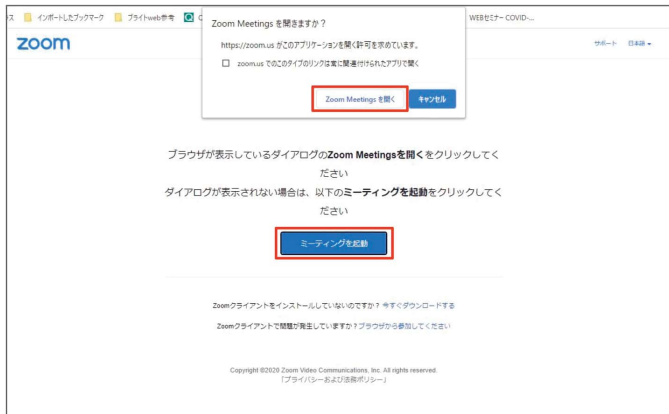 インポートしたブックマーク ブライトweb参考
WEBセミナー COVID-...
zoom
サポート 日本語
Zoom Meetings を開きますか？
https://zoom.us がこのアプリケーションを開く許可を求めています。
zoom.us でのこのタイプのリンクは常に関連付けられたアプリで開く
Zoom Meetings を開く キャンセル
ブラウザが表示しているダイアログのZoom Meetingsを開くをクリックしてく
ださい
ダイアログが表示されない場合は、以下のミーティングを起動をクリックしてく
ださい
ミーティングを起動
Zoomクライアントをインストールしていないのですか？ 今すぐダウンロードする
Zoomクライアントで問題が発生していますか？ブラウザから参加してください
Copyright ©2020 Zoom Video Communications, Inc. All rights reserved.
「プライバシーおよび法務ポリシー」